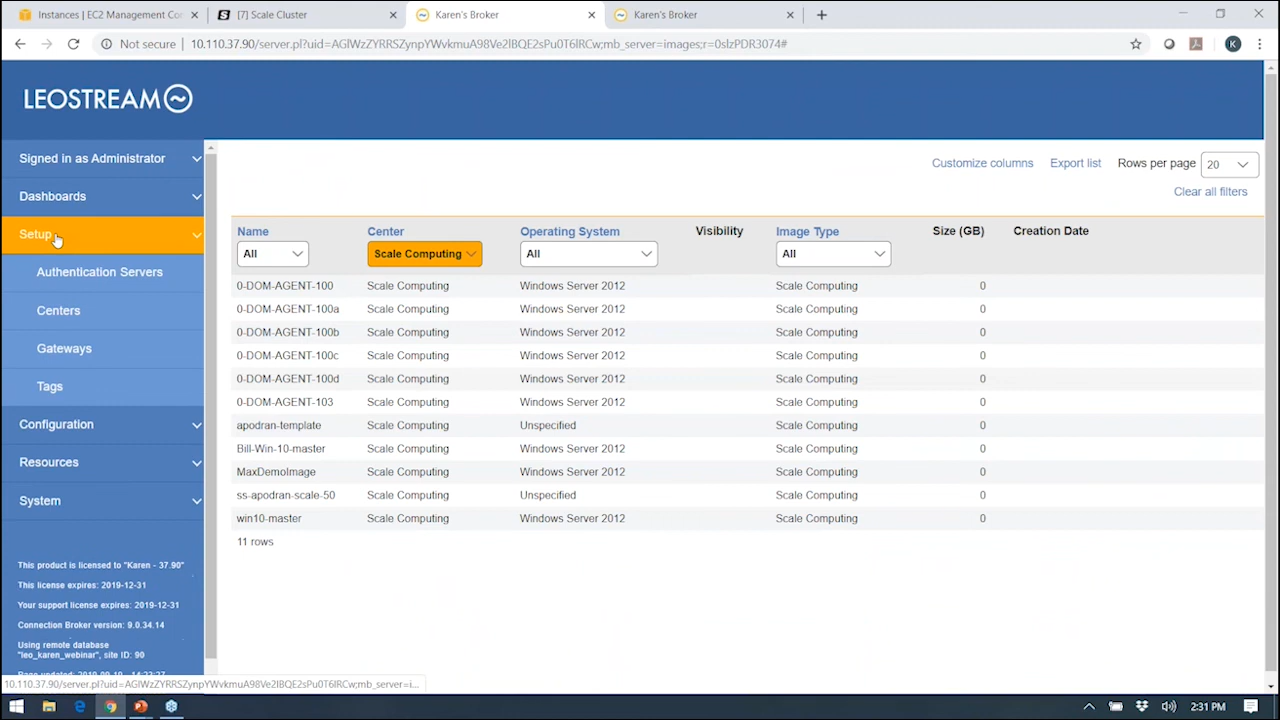 Instances | EC2 Management Con
[7] Scale Cluster
Karen's Broker
Karen's Broker
Not secure | 10.110.37.90/server.pl?uid=AGlWzZYRRSZynpYWvkmuA98Ve2lBQE2sPu0T6lRCw;mb_server=images;r=0slzPDR3074#
K
LEOSTREAM
Signed in as Administrator
Dashboards
Setup
Authentication Servers
Centers
Gateways
Tags
Configuration
Resources
System
This product is licensed to "Karen - 37.90"
This license expires: 2019-12-31
Your support license expires: 2019-12-31
Connection Broker version: 9.0.34.14
Using remote database
"leo_karen_webinar", site ID: 90
Customize columns Export list Rows per page 20
Clear all filters
Name Center Operating System Visibility Image Type Size (GB) Creation Date
All Scale Computing All All
0-DOM-AGENT-100 Scale Computing Windows Server 2012 Scale Computing 0
0-DOM-AGENT-100a Scale Computing Windows Server 2012 Scale Computing 0
0-DOM-AGENT-100b Scale Computing Windows Server 2012 Scale Computing 0
0-DOM-AGENT-100c Scale Computing Windows Server 2012 Scale Computing 0
0-DOM-AGENT-100d Scale Computing Windows Server 2012 Scale Computing 0
0-DOM-AGENT-103 Scale Computing Windows Server 2012 Scale Computing 0
apodran-template Scale Computing Unspecified Scale Computing 0
Bill-Win-10-master Scale Computing Windows Server 2012 Scale Computing 0
MaxDemoImage Scale Computing Windows Server 2012 Scale Computing 0
ss-apodran-scale-50 Scale Computing Unspecified Scale Computing 0
win10-master Scale Computing Windows Server 2012 Scale Computing 0
11 rows
10.110.37.90/server.pl?uid=AGlWzZYRRSZynpYWvkmuA98Ve2lBQE2sPu0T6lRCw;mb_server=i...
2:31 PM